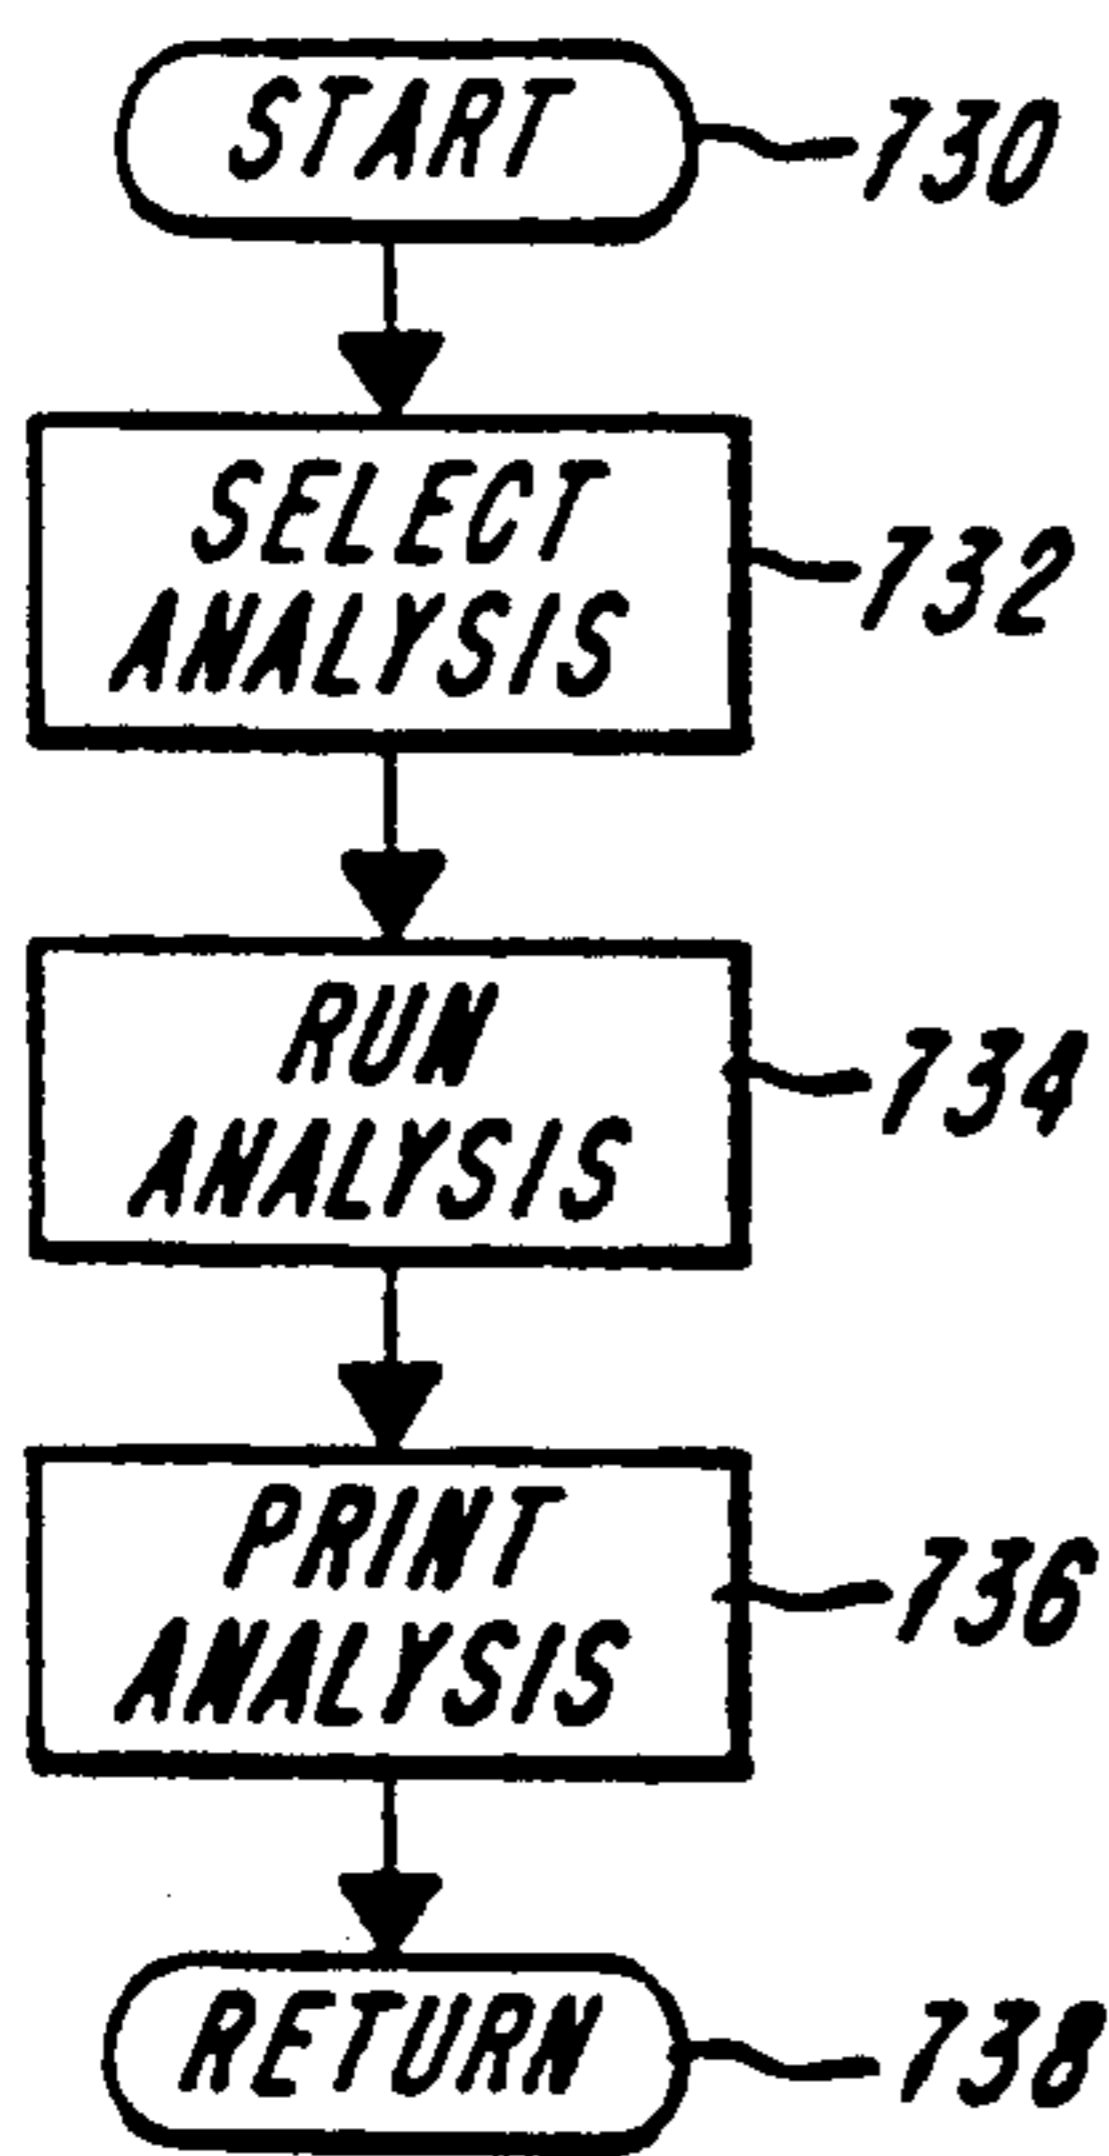 START
730
SELECT
ANALYSIS
732
RUN
ANALYSIS
734
PRINT
ANALYSIS
736
RETURN
738